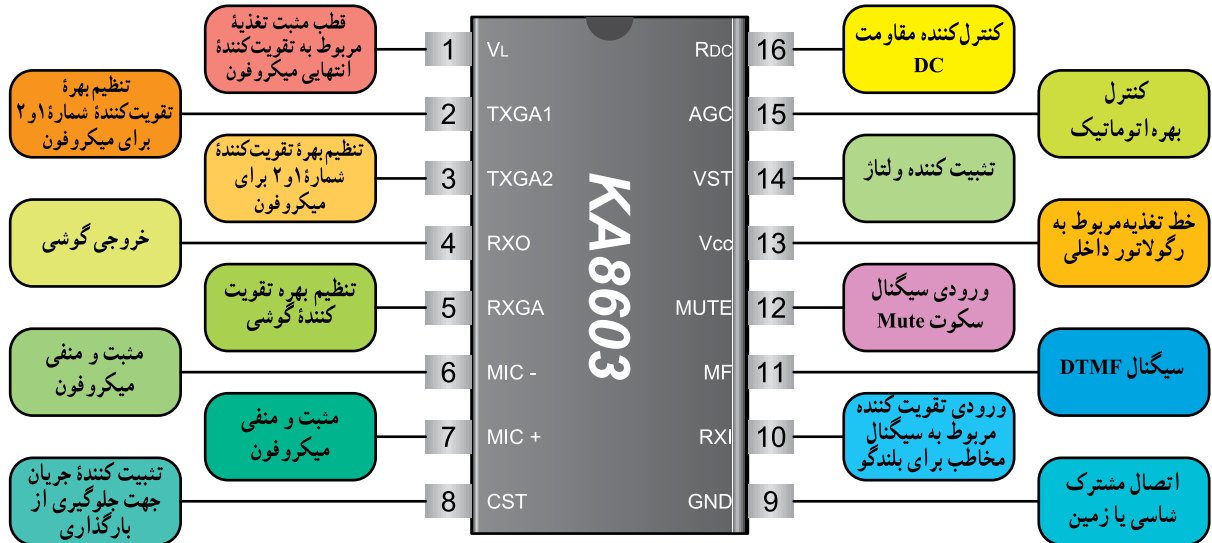 قطب مثبت تغذیهٔ
مربوط به تقویت‌کنندهٔ
انتهایی میکروفون
1
VL
تنظیم بهرهٔ
تقویت‌کنندهٔ شمارهٔ ۱و۲
برای میکروفون
2
TXGA1
تنظیم بهرهٔ تقویت‌کنندهٔ
شمارهٔ ۱و۲ برای
میکروفون
3
TXGA2
خروجی گوشی
4
RXO
تنظیم بهره تقویت
کنندهٔ گوشی
5
RXGA
مثبت و منفی
میکروفون
6
MIC -
مثبت و منفی
میکروفون
7
MIC +
تثبیت کنندهٔ جریان
جهت جلوگیری از
بارگذاری
8
CST
KA8603
RDC
16
کنترل‌کننده مقاومت
DC
AGC
15
کنترل
بهره اتوماتیک
VST
14
تثبیت کننده ولتاژ
Vcc
13
خط تغذیه مربوط به
رگولاتور داخلی
MUTE
12
ورودی سیگنال
سکوت Mute
MF
11
سیگنال DTMF
RXI
10
ورودی تقویت کننده
مربوط به سیگنال
مخاطب برای بلندگو
GND
9
اتصال مشترک
شاسی یا زمین